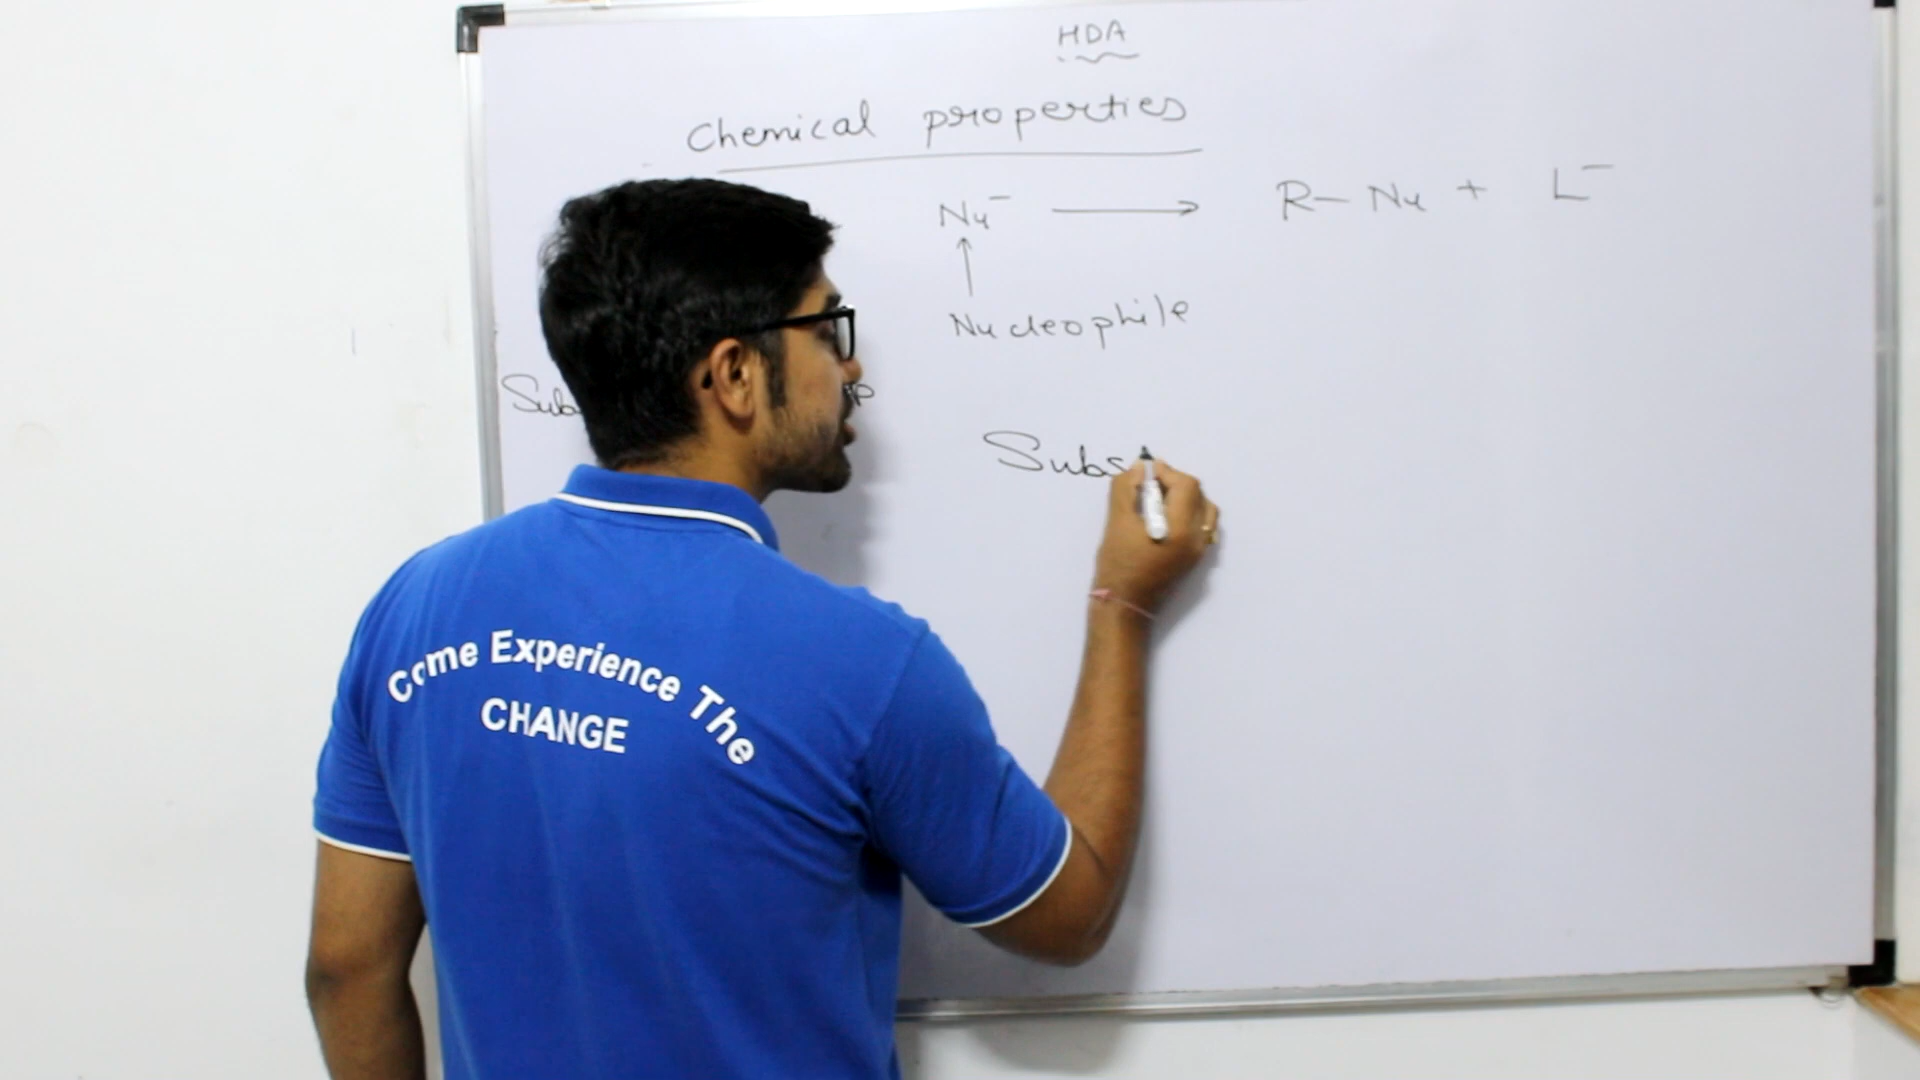 HDA
Chemical properties
Nu⁻ ⟶ R— Nu + L⁻
↑
Nucleophile
Subs
Come Experience The
CHANGE